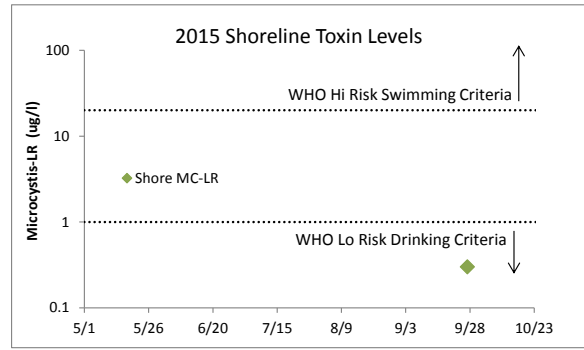 2015 Shoreline Toxin Levels
Microcystis-LR (ug/l)
100
WHO Hi Risk Swimming Criteria
10
Shore MC-LR
1
WHO Lo Risk Drinking Criteria
0.1
5/1 5/26 6/20 7/15 8/9 9/3 9/28 10/23